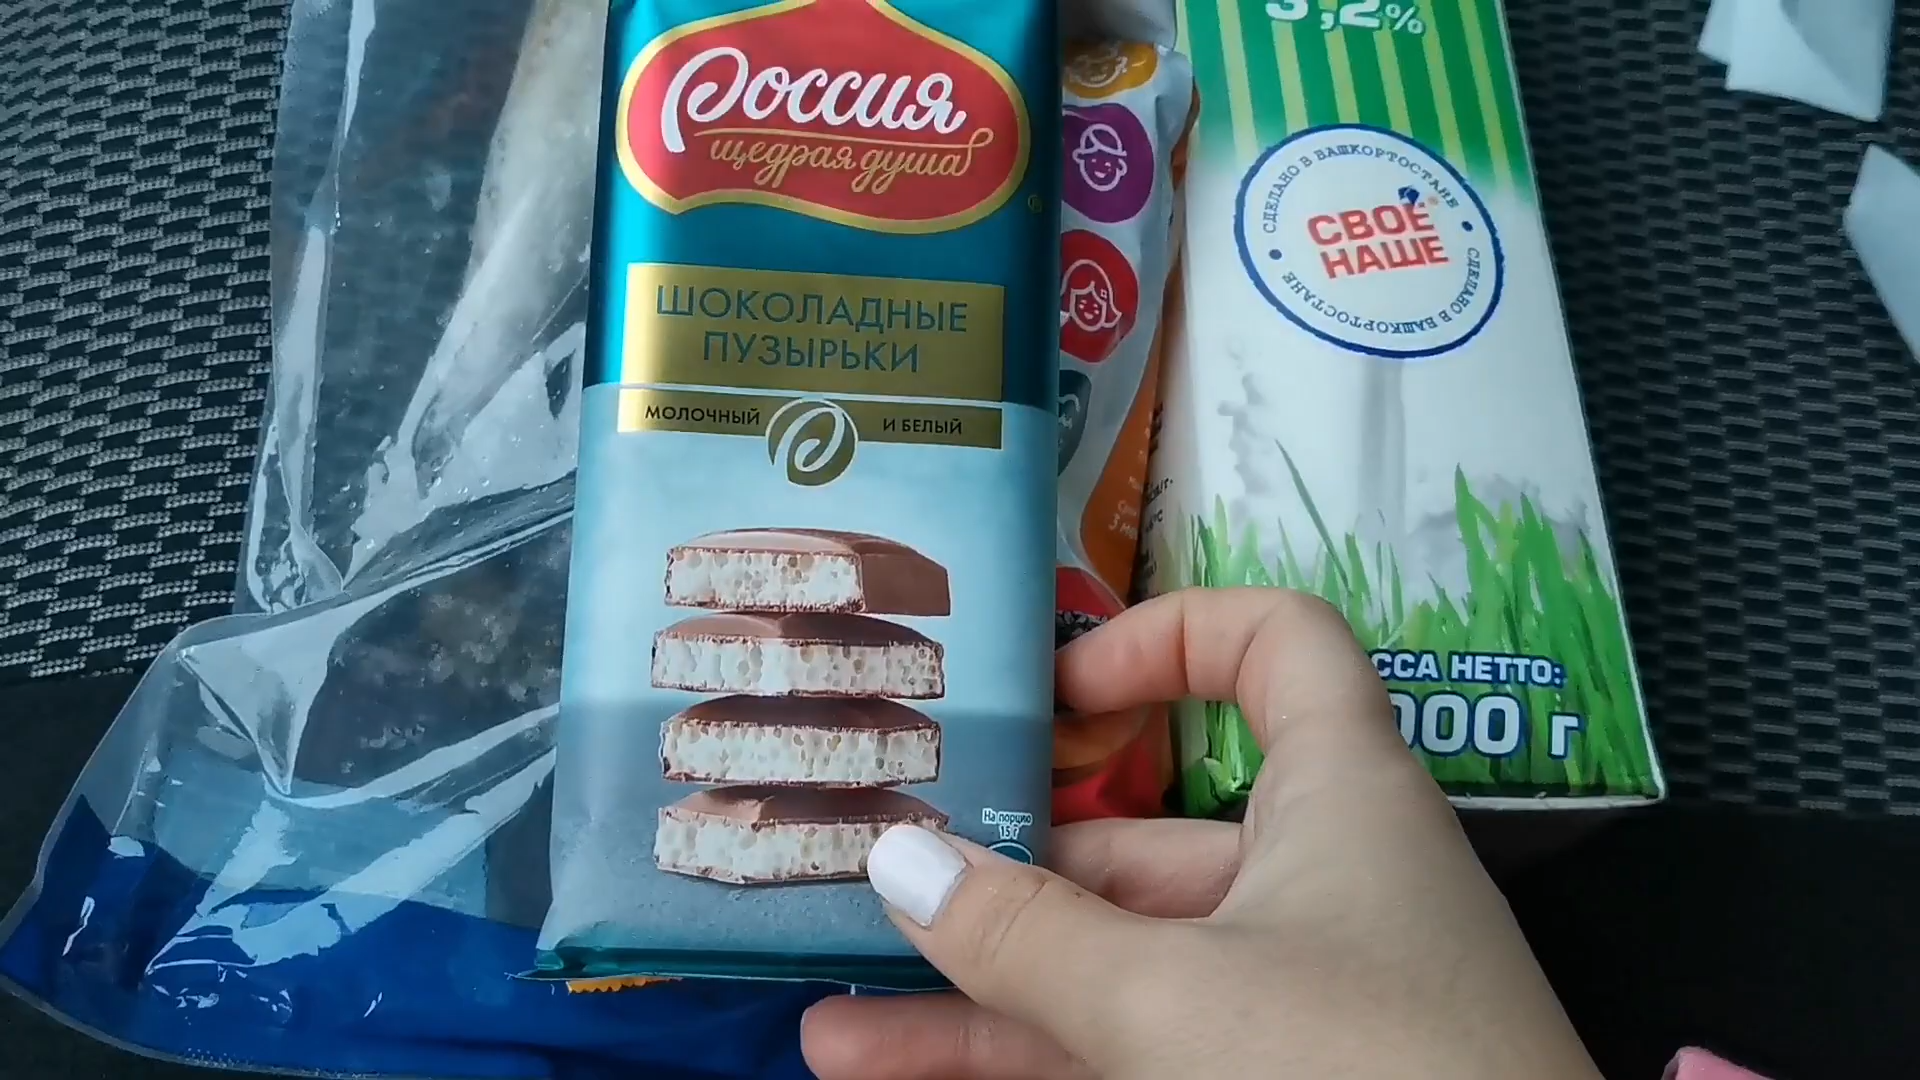 Россия
щедрая душа
ШОКОЛАДНЫЕ
ПУЗЫРЬКИ
МОЛОЧНЫЙ И БЕЛЫЙ
На порцию
15 г
3,2%
СДЕЛАНО В БАШКОРТОСТАНЕ
СВОЁ
НАШЕ
СДЕЛАНО В БАШКОРТОСТАНЕ
ССА НЕТТО:
000 г